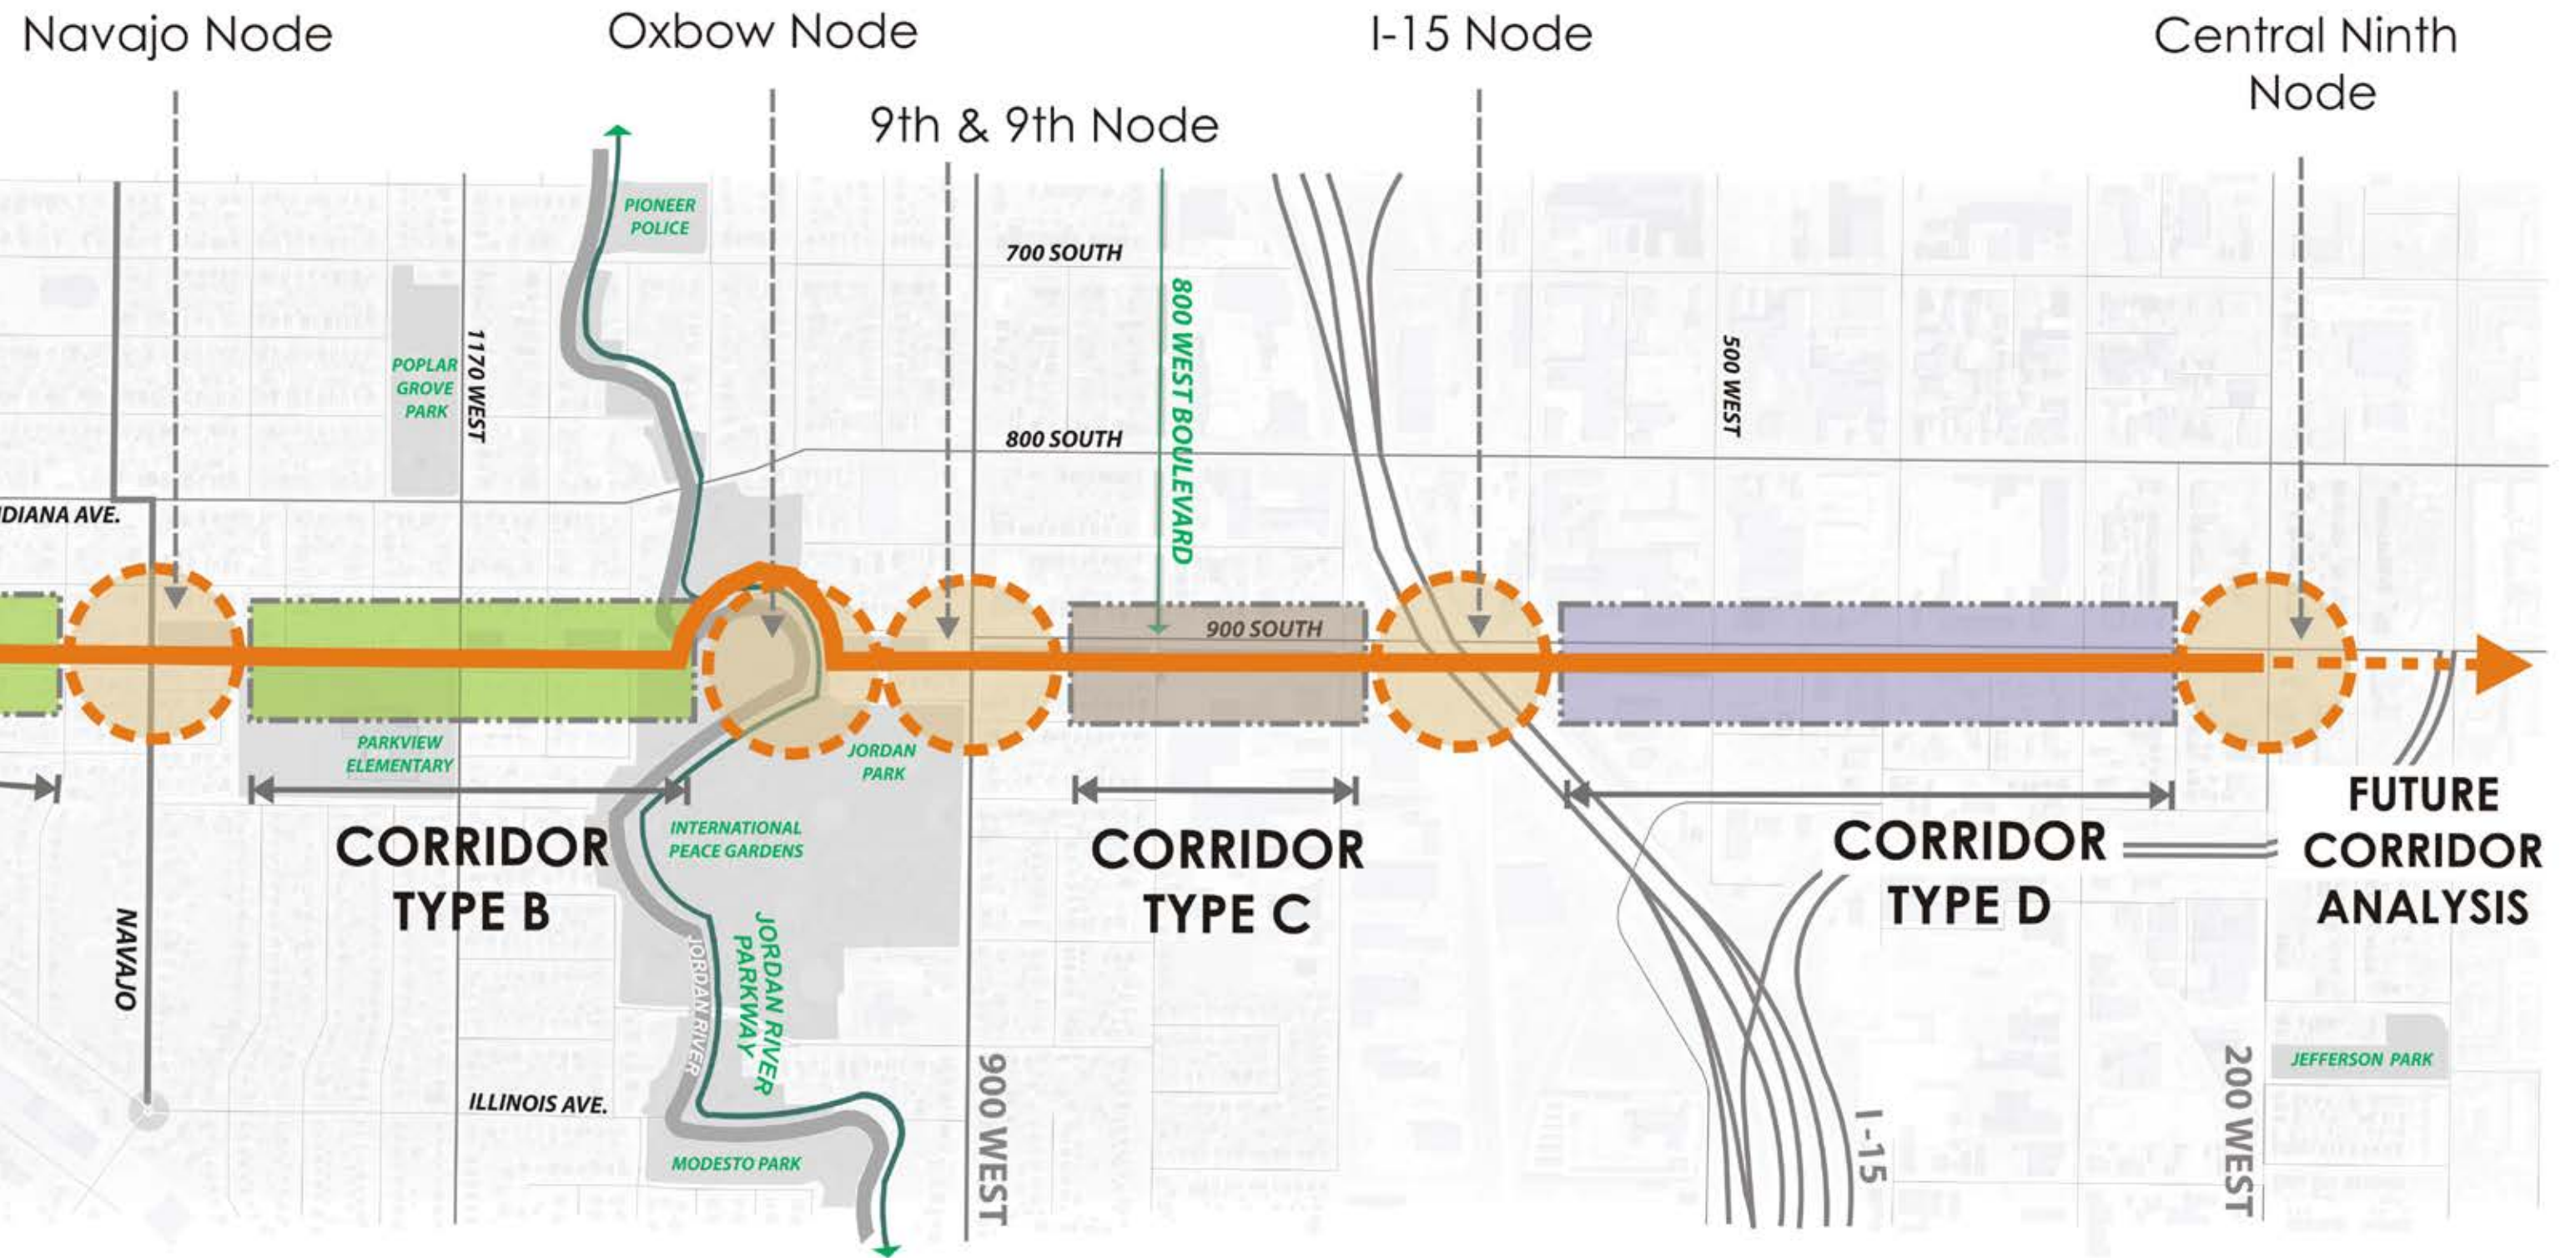 Navajo Node
Oxbow Node
I-15 Node
Central Ninth
Node
9th & 9th Node
PIONEER
POLICE
700 SOUTH
800 WEST BOULEVARD
POPLAR
GROVE
PARK
1170 WEST
500 WEST
800 SOUTH
DIANA AVE.
900 SOUTH
PARKVIEW
ELEMENTARY
JORDAN
PARK
CORRIDOR
TYPE B
INTERNATIONAL
PEACE GARDENS
CORRIDOR
TYPE C
CORRIDOR
TYPE D
FUTURE
CORRIDOR
ANALYSIS
NAVAJO
JORDAN RIVER
JORDAN RIVER
PARKWAY
ILLINOIS AVE.
MODESTO PARK
900 WEST
I-15
200 WEST
JEFFERSON PARK